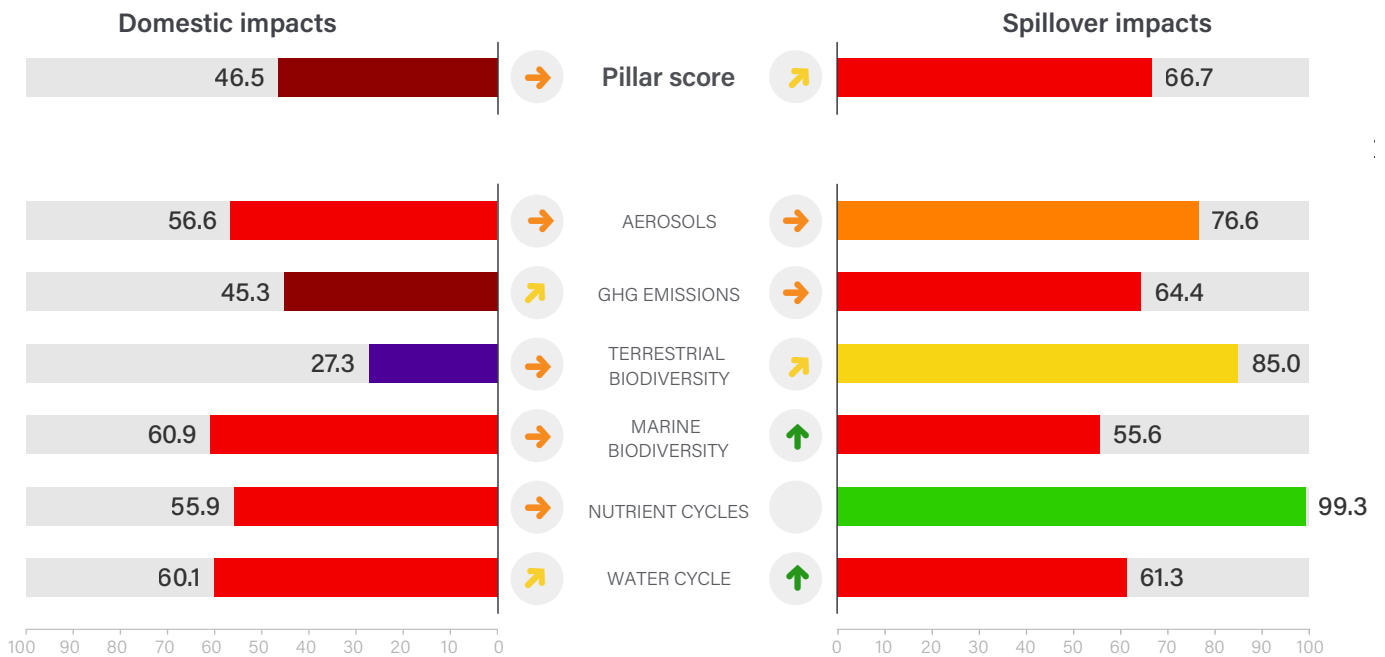 Domestic impacts
Spillover impacts
46.5
Pillar score
66.7
56.6
AEROSOLS
76.6
45.3
GHG EMISSIONS
64.4
27.3
TERRESTRIAL
BIODIVERSITY
85.0
60.9
MARINE
BIODIVERSITY
55.6
55.9
NUTRIENT CYCLES
99.3
60.1
WATER CYCLE
61.3
100 90 80 70 60 50 40 30 20 10 0
0 10 20 30 40 50 60 70 80 90 100